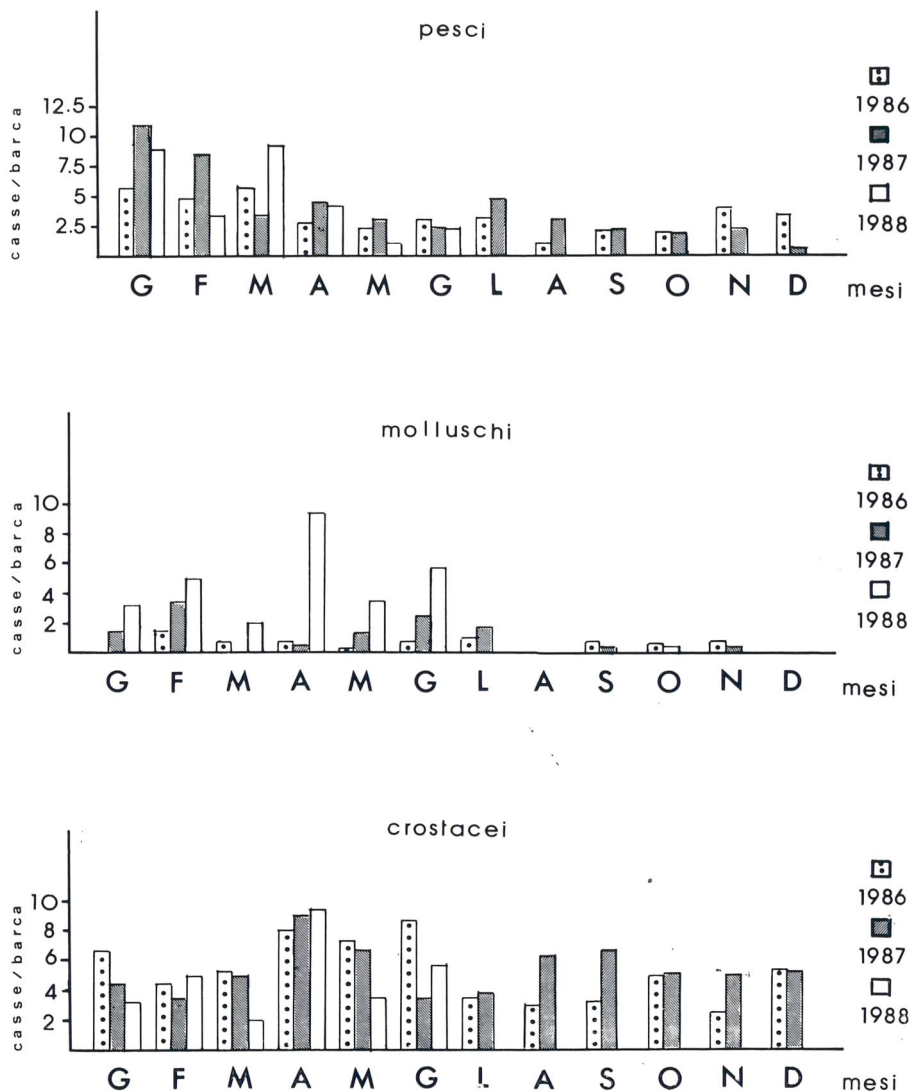 pesci
casse/barca
12.5
10
7.5
5
2.5
G F M A M G L A S O N D mesi
1986
1987
1988
molluschi
casse/barca
10
8
6
4
2
G F M A M G L A S O N D mesi
1986
1987
1988
crostacei
casse/barca
10
8
6
4
2
G F M A M G L A S O N D mesi
1986
1987
1988